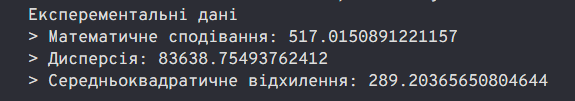 Експерементальні дані
> Математичне сподівання: 517.0150891221157
> Дисперсія: 83638.75493762412
> Середньоквадратичне відхилення: 289.20365650804644